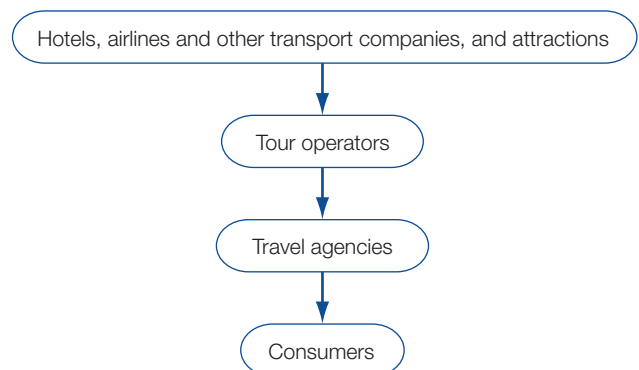 Hotels, airlines and other transport companies, and attractions
Tour operators
Travel agencies
Consumers